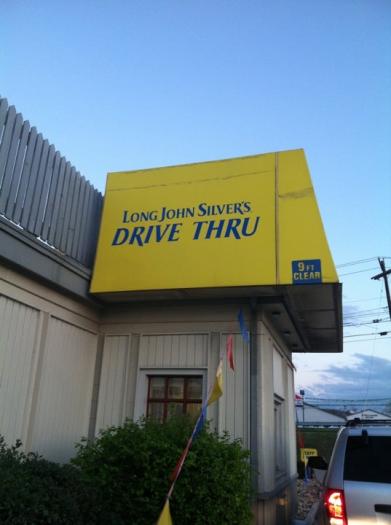 LONG JOHN SILVER'S
DRIVE THRU
9 FT
CLEAR